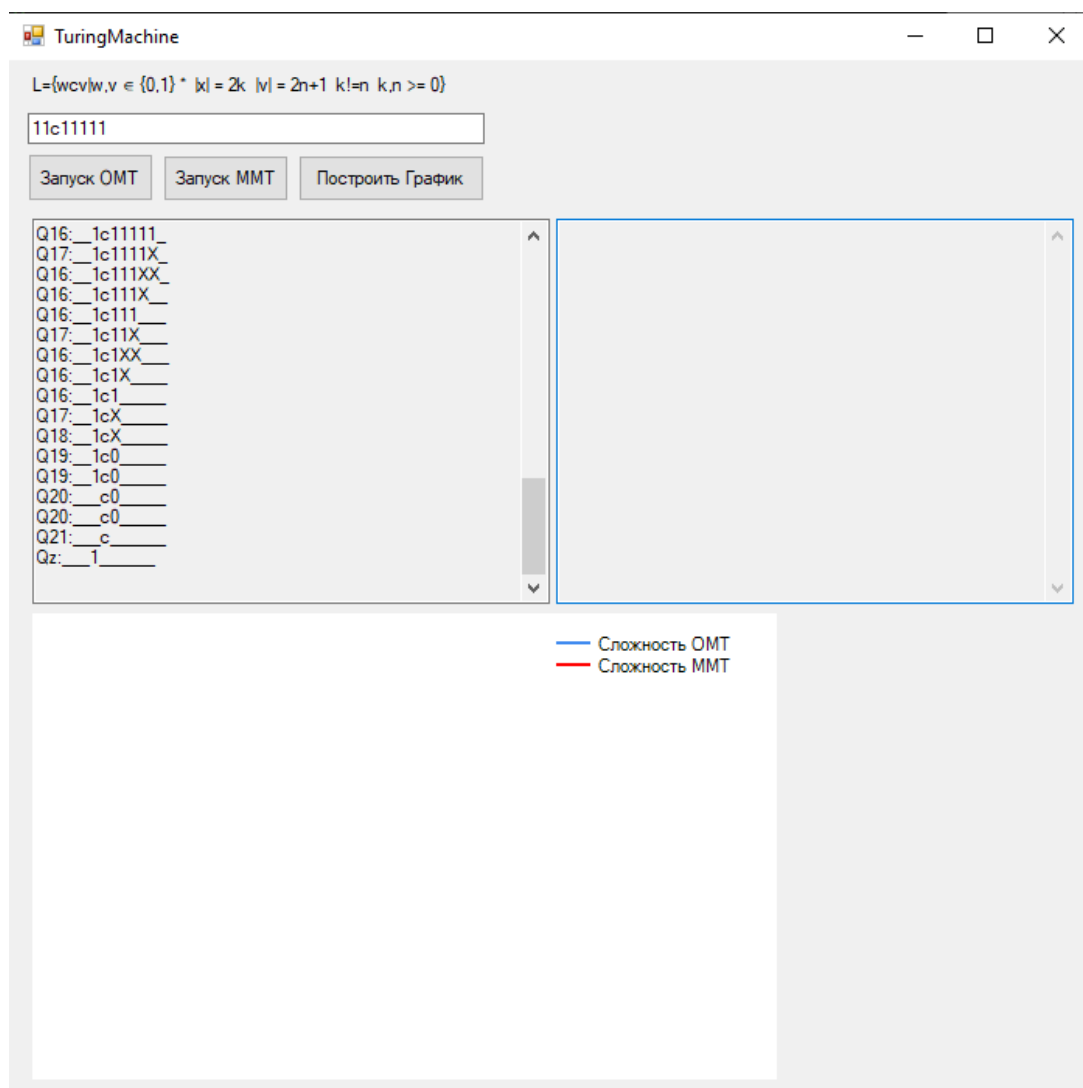 TuringMachine
L={wcv|w,v ∈ {0,1} * |x| = 2k |v| = 2n+1 k!=n k,n >= 0}
11c11111
Запуск ОМТ Запуск ММТ Построить График
Q16:__1c11111_
Q17:__1c1111X_
Q16:__1c111XX_
Q16:__1c111X__
Q16:__1c111___
Q17:__1c11X___
Q16:__1c1XX___
Q16:__1c1X____
Q16:__1c1_____
Q17:__1cX_____
Q18:__1cX_____
Q19:__1c0_____
Q19:__1c0_____
Q20:___c0_____
Q20:___c0_____
Q21:___c______
Qz:___1______
Сложность ОМТ
Сложность ММТ